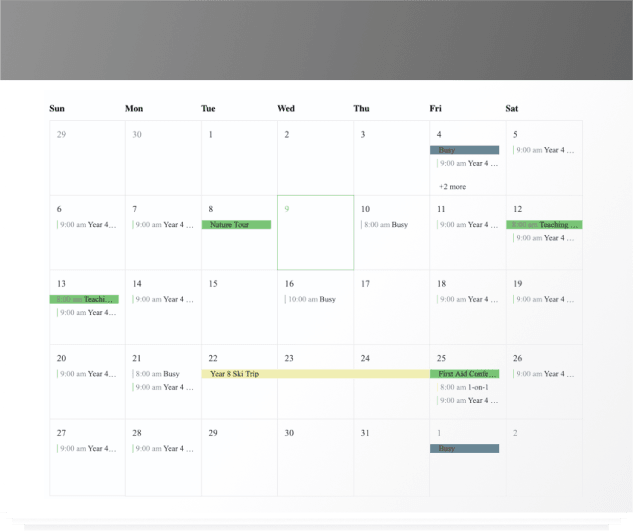 Sun Mon Tue Wed Thu Fri Sat
29 30 1 2 3 4 5
Busy
9:00 am Year 4 ... 9:00 am Year 4 ...
+2 more
6 7 8 9 10 11 12
9:00 am Year 4... 9:00 am Year 4 ... Nature Tour 8:00 am Busy 9:00 am Year 4 ... 8:00 am Teaching ...
9:00 am Year 4 ...
13 14 15 16 17 18 19
8:00 am Teachi... 9:00 am Year 4 ... 10:00 am Busy 9:00 am Year 4 ... 9:00 am Year 4 ...
9:00 am Year 4...
20 21 22 23 24 25 26
9:00 am Year 4... 8:00 am Busy Year 8 Ski Trip First Aid Confe... 9:00 am Year 4 ...
9:00 am Year 4 ... 8:00 am 1-on-1
9:00 am Year 4 ...
27 28 29 30 31 1 2
9:00 am Year 4... 9:00 am Year 4 ... Busy